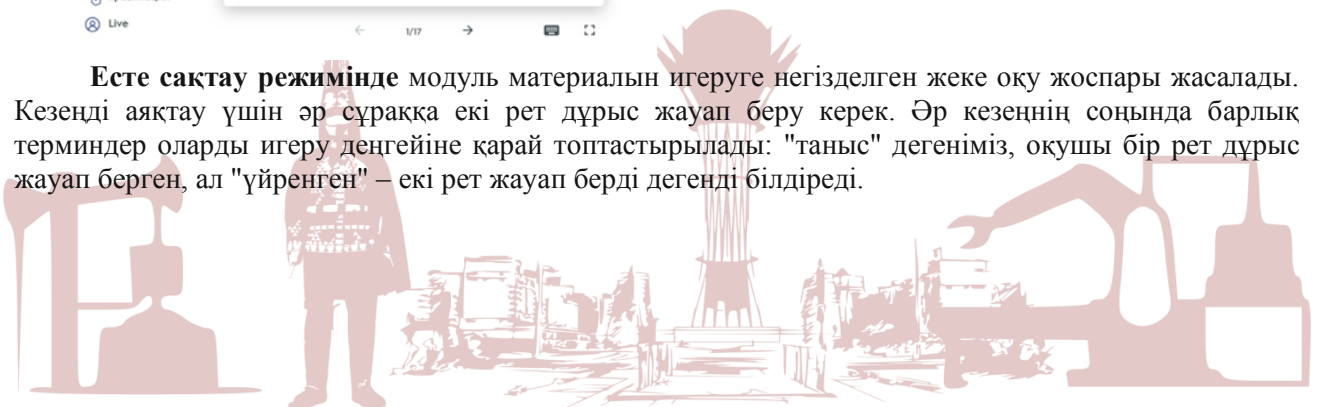 Live
1/17
Есте сақтау режимінде модуль материалын игеруге негізделген жеке оқу жоспары жасалады.
Кезеңді аяқтау үшін әр сұраққа екі рет дұрыс жауап беру керек. Әр кезеңнің соңында барлық
терминдер оларды игеру деңгейіне қарай топтастырылады: "таныс" дегеніміз, оқушы бір рет дұрыс
жауап берген, ал "үйренген" – екі рет жауап берді дегенді білдіреді.